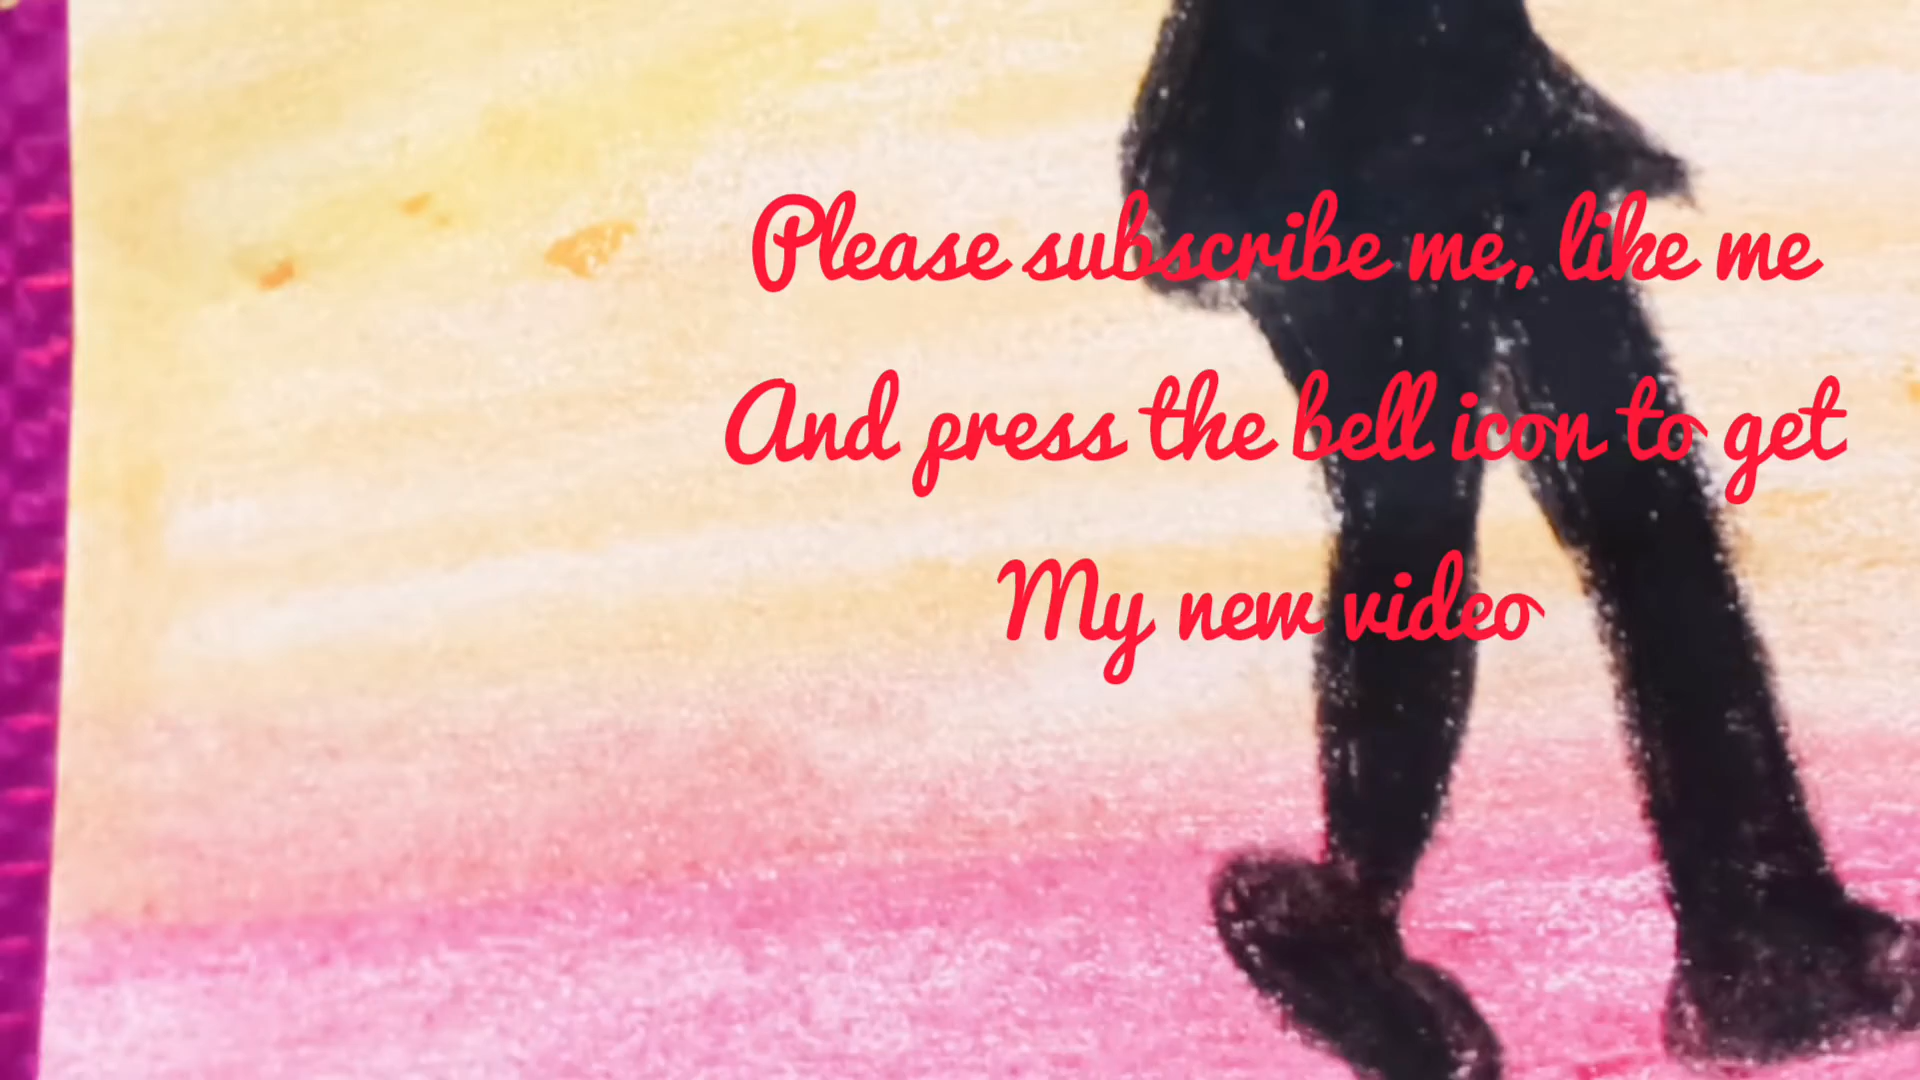 Please subscribe me, like me
And press the bell icon to get
My new video